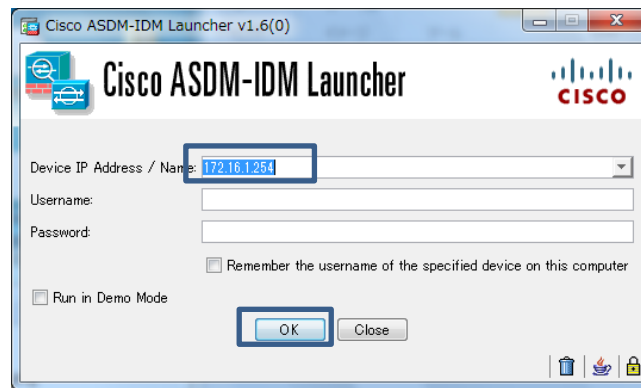 Cisco ASDM-IDM Launcher v1.6(0)
Cisco ASDM-IDM Launcher
CISCO
Device IP Address / Name: 172.16.1.254
Username:
Password:
Remember the username of the specified device on this computer
Run in Demo Mode
OK Close